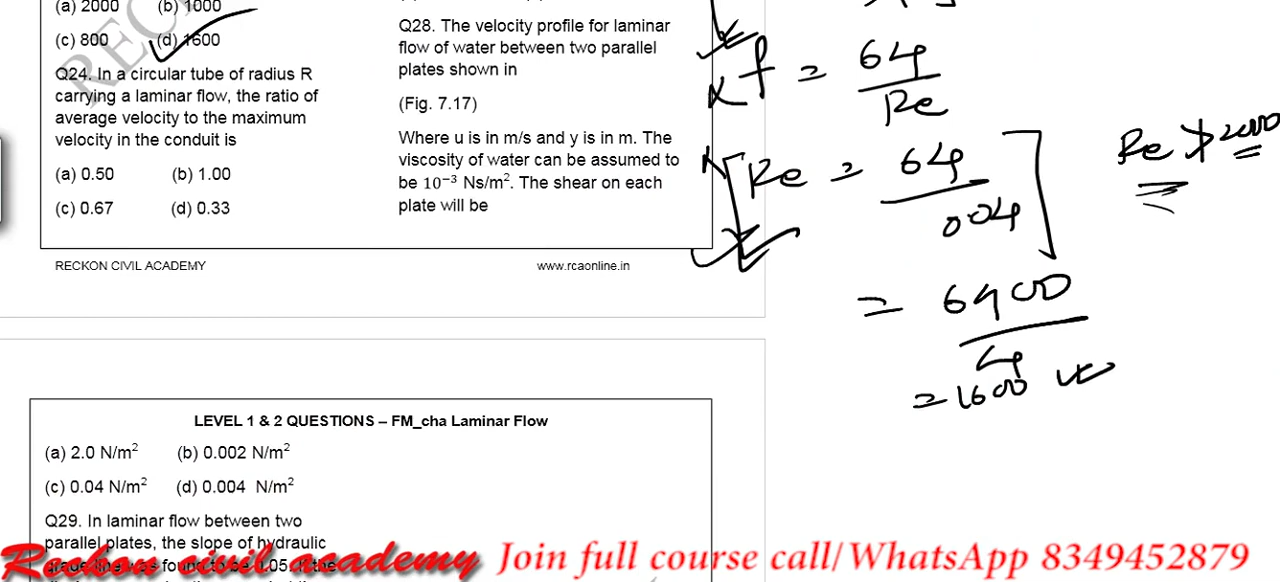 (a) 2000 (b) 1000
(c) 800 (d) 1600
Q24. In a circular tube of radius R
carrying a laminar flow, the ratio of
average velocity to the maximum
velocity in the conduit is
(a) 0.50 (b) 1.00
(c) 0.67 (d) 0.33
Q28. The velocity profile for laminar
flow of water between two parallel
plates shown in
(Fig. 7.17)
Where u is in m/s and y is in m. The
viscosity of water can be assumed to
be 10⁻³ Ns/m². The shear on each
plate will be
RECKON CIVIL ACADEMY www.rcaonline.in
f = 64/Re
Re = 64/004
= 6400/4
= 1600
Re ≯ 2000
LEVEL 1 & 2 QUESTIONS – FM_cha Laminar Flow
(a) 2.0 N/m² (b) 0.002 N/m²
(c) 0.04 N/m² (d) 0.004 N/m²
Q29. In laminar flow between two
parallel plates, the slope of hydraulic
Reckon civil academy Join full course call/WhatsApp 8349452879